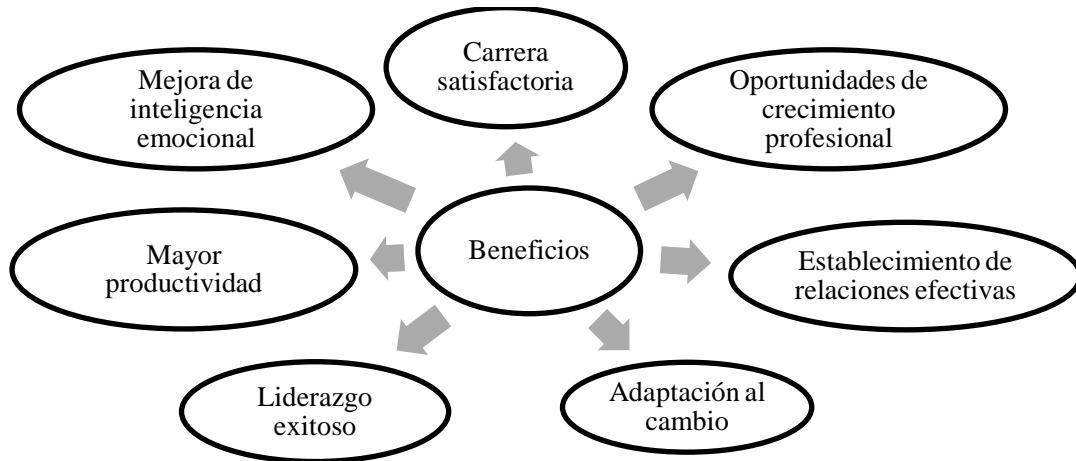 Carrera
satisfactoria
Mejora de
inteligencia
emocional
Oportunidades de
crecimiento
profesional
Beneficios
Mayor
productividad
Establecimiento de
relaciones efectivas
Liderazgo
exitoso
Adaptación al
cambio